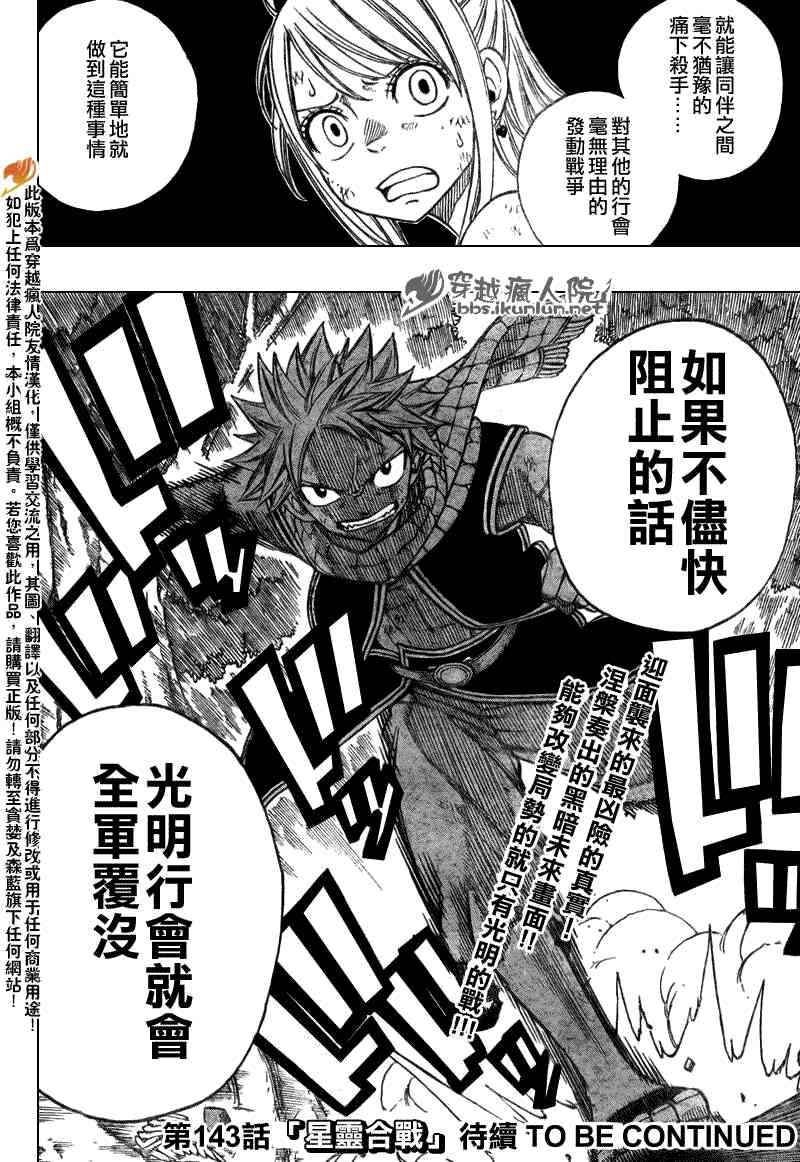 就能讓同伴之間
毫不猶豫的
痛下殺手……
對其他的行會
毫無理由的
發動戰爭
它能簡單地就
做到這種事情
穿越瘋人院
bbs.ikunlun.net
如果不儘快
阻止的話
迎面襲來的最凶險的真實！
涅槃奏出的黑暗未來畫面!!
能夠改變局勢的就只有光明的戰!!!
光明行會就會
全軍覆沒
第143話「星靈合戰」待續 TO BE CONTINUED
此版本爲穿越瘋人院友情漢化，僅供學習交流之用，其圖、翻譯以及任何部分不得進行修改或用于任何商業用途！
如犯上任何法律責任，本小組概不負責。若您喜歡此作品，請購買正版！請勿轉至貪婪及森藍旗下任何網站！